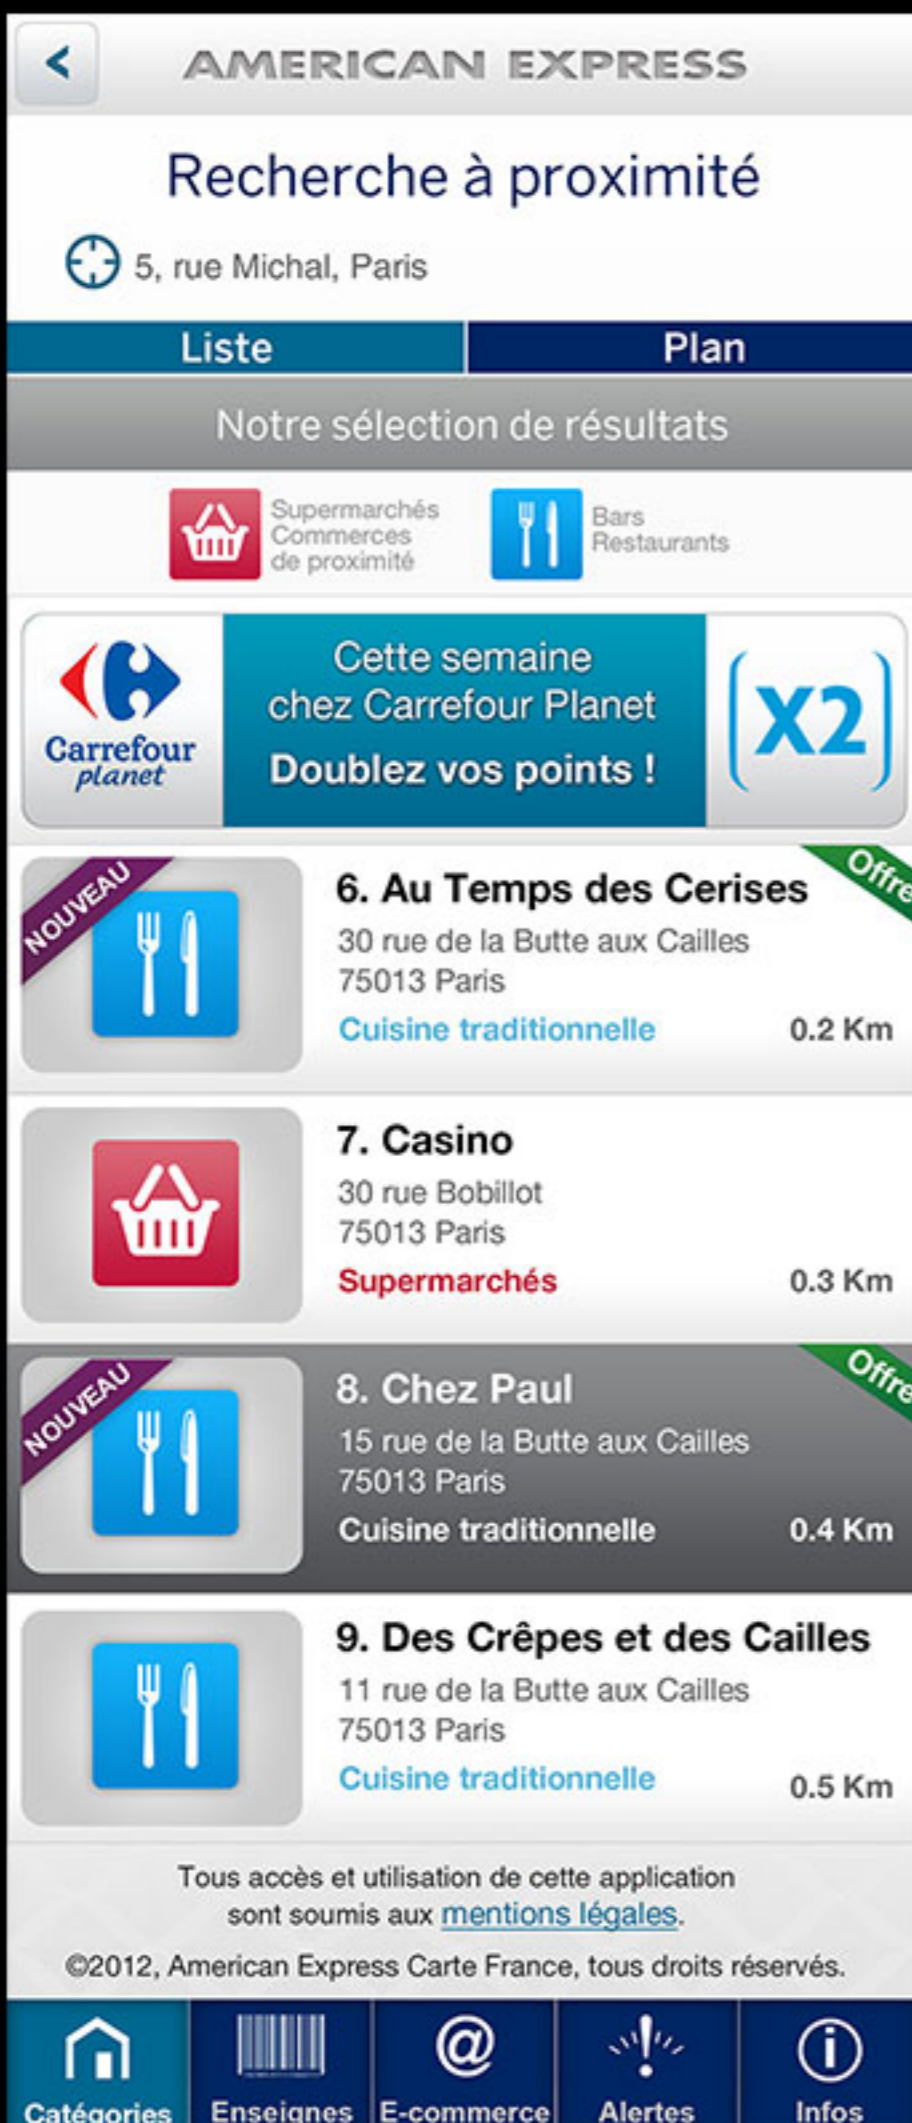 <
AMERICAN EXPRESS
Recherche à proximité
5, rue Michal, Paris
Liste
Plan
Notre sélection de résultats
Supermarchés
Commerces
de proximité
Bars
Restaurants
Carrefour
planet
Cette semaine
chez Carrefour Planet
Doublez vos points !
(X2)
NOUVEAU
6. Au Temps des Cerises
Offre
30 rue de la Butte aux Cailles
75013 Paris
Cuisine traditionnelle
0.2 Km
7. Casino
30 rue Bobillot
75013 Paris
Supermarchés
0.3 Km
NOUVEAU
8. Chez Paul
Offre
15 rue de la Butte aux Cailles
75013 Paris
Cuisine traditionnelle
0.4 Km
9. Des Crêpes et des Cailles
11 rue de la Butte aux Cailles
75013 Paris
Cuisine traditionnelle
0.5 Km
Tous accès et utilisation de cette application
sont soumis aux mentions légales.
©2012, American Express Carte France, tous droits réservés.
Catégories
Enseignes
@
E-commerce
Alertes
Infos